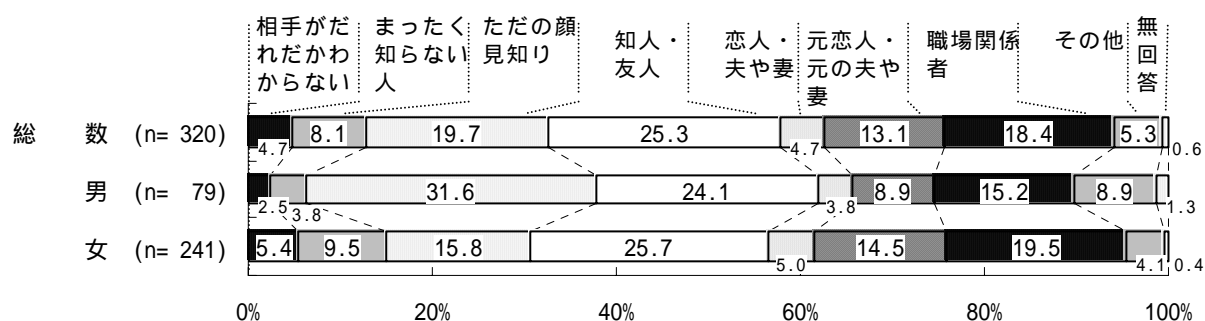 相手がだれだかわからない
まったく知らない人
ただの顔見知り
知人・友人
恋人・夫や妻
元恋人・元の夫や妻
職場関係者
その他
無回答
総　数 (n= 320)
4.7 8.1 19.7 25.3 4.7 13.1 18.4 5.3 0.6
男 (n= 79)
2.5 3.8 31.6 24.1 3.8 8.9 15.2 8.9 1.3
女 (n= 241)
5.4 9.5 15.8 25.7 5.0 14.5 19.5 4.1 0.4
0% 20% 40% 60% 80% 100%